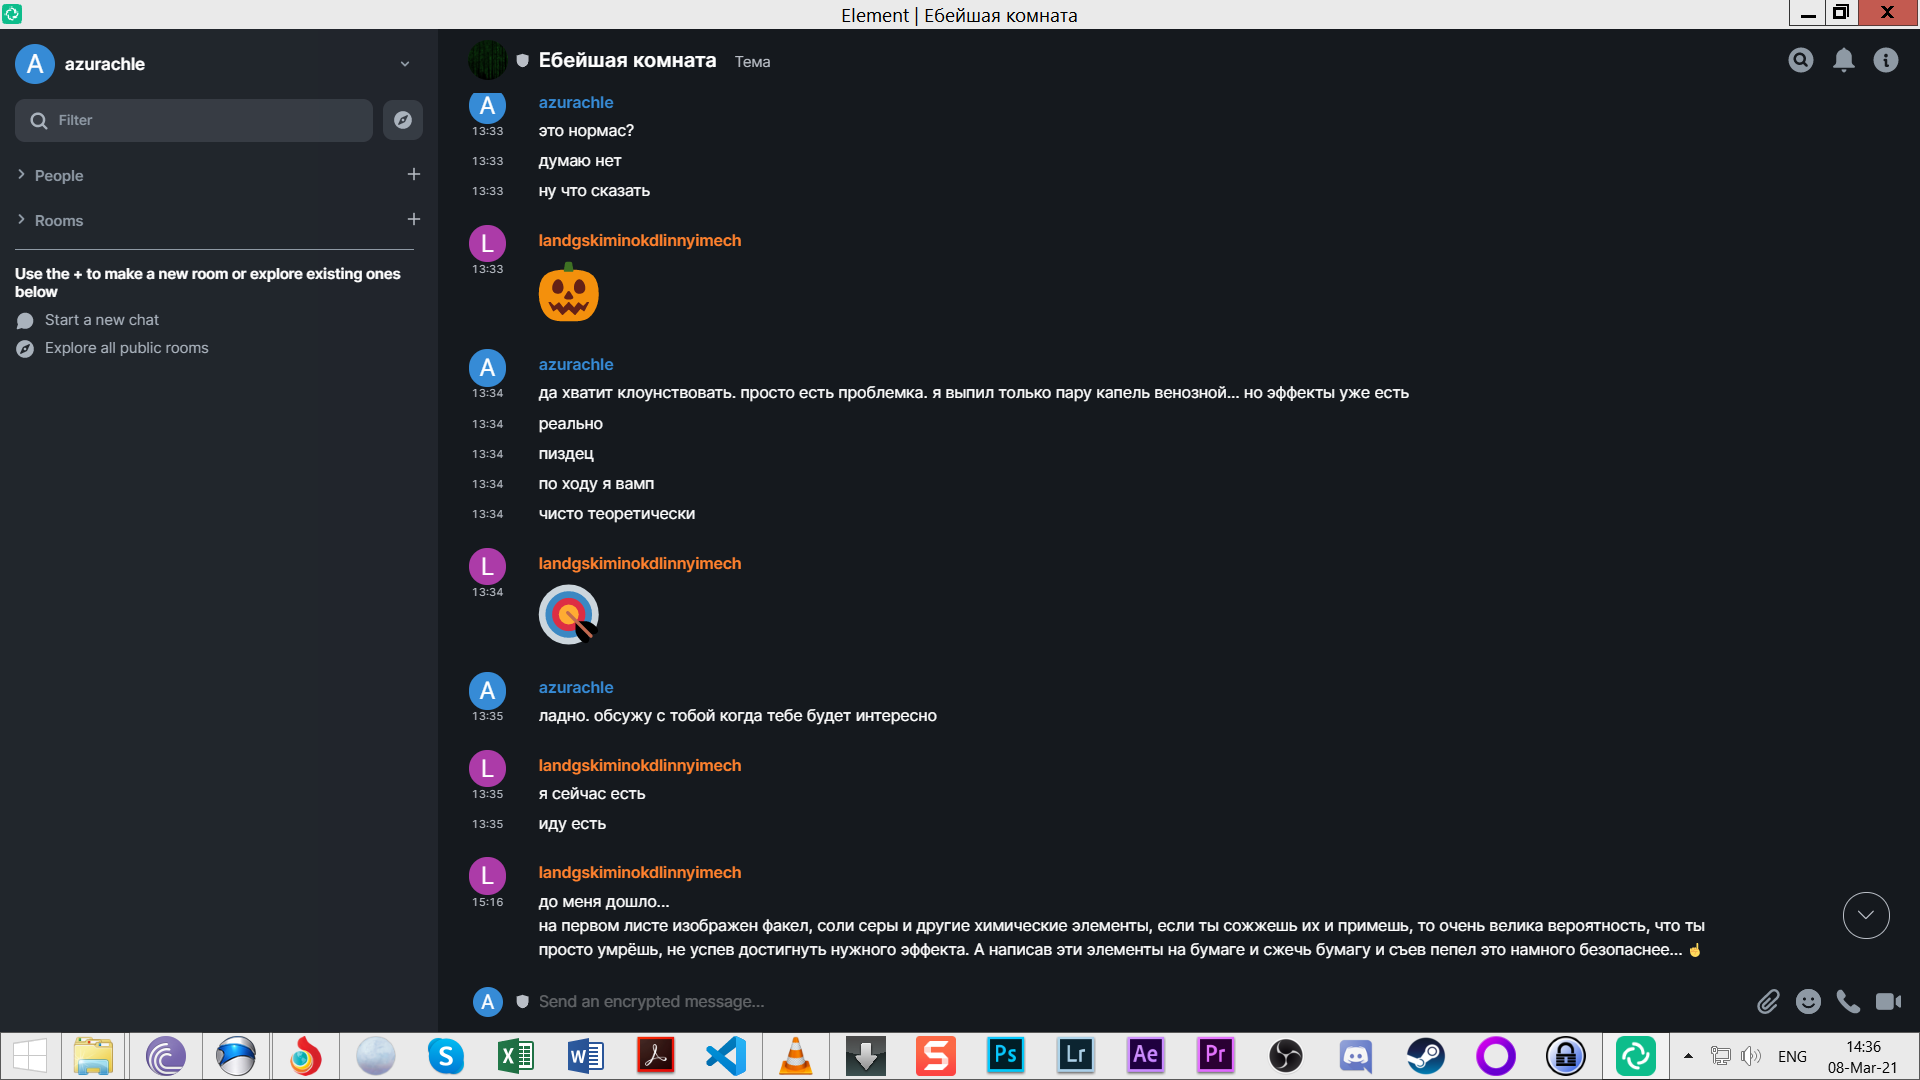 Element | Ебейшая комната
A
azurachle
Filter
People
Rooms
Use the + to make a new room or explore existing ones
below
Start a new chat
Explore all public rooms
Ебейшая комната
Тема
A
azurachle
13:33
это нормас?
13:33
думаю нет
13:33
ну что сказать
L
landgskiminokdlinnyimech
13:33
A
azurachle
13:34
да хватит клоунствовать. просто есть проблемка. я выпил только пару капель венозной... но эффекты уже есть
13:34
реально
13:34
пиздец
13:34
по ходу я вамп
13:34
чисто теоретически
L
landgskiminokdlinnyimech
13:34
A
azurachle
13:35
ладно. обсужу с тобой когда тебе будет интересно
L
landgskiminokdlinnyimech
13:35
я сейчас есть
13:35
иду есть
L
landgskiminokdlinnyimech
15:16
до меня дошло...
на первом листе изображен факел, соли серы и другие химические элементы, если ты сожжешь их и примешь, то очень велика вероятность, что ты
просто умрёшь, не успев достигнуть нужного эффекта. А написав эти элементы на бумаге и сжечь бумагу и съев пепел это намного безопаснее...
A
Send an encrypted message...
S
X
W
S
Ps
Lr
Ae
Pr
ENG
14:36
08-Mar-21